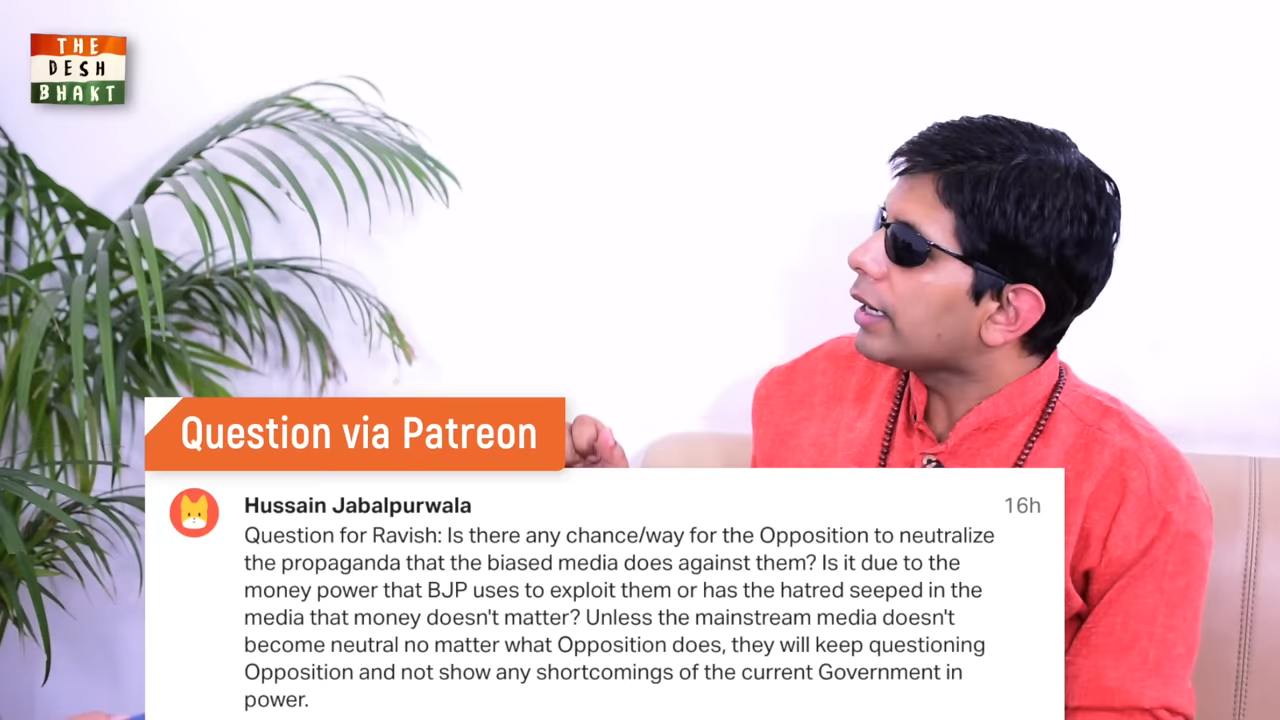 THE
DESH
BHAKT
Question via Patreon
Hussain Jabalpurwala 16h
Question for Ravish: Is there any chance/way for the Opposition to neutralize
the propaganda that the biased media does against them? Is it due to the
money power that BJP uses to exploit them or has the hatred seeped in the
media that money doesn't matter? Unless the mainstream media doesn't
become neutral no matter what Opposition does, they will keep questioning
Opposition and not show any shortcomings of the current Government in
power.